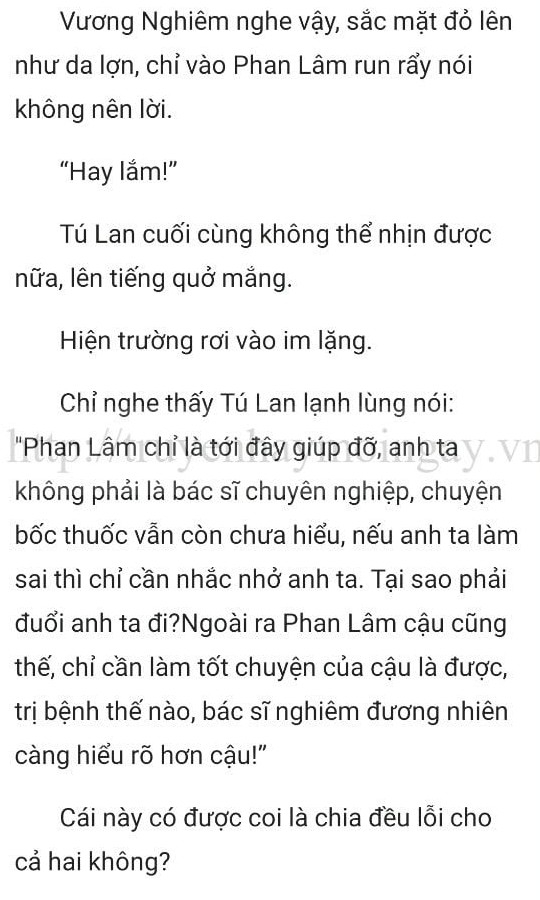 Vương Nghiêm nghe vậy, sắc mặt đỏ lên
như da lợn, chỉ vào Phan Lâm run rẩy nói
không nên lời.
“Hay lắm!”
Tú Lan cuối cùng không thể nhịn được
nữa, lên tiếng quở mắng.
Hiện trường rơi vào im lặng.
Chỉ nghe thấy Tú Lan lạnh lùng nói:
"Phan Lâm chỉ là tới đây giúp đỡ, anh ta
http://truyenhaymoingay.vn
không phải là bác sĩ chuyên nghiệp, chuyện
bốc thuốc vẫn còn chưa hiểu, nếu anh ta làm
sai thì chỉ cần nhắc nhở anh ta. Tại sao phải
đuổi anh ta đi?Ngoài ra Phan Lâm cậu cũng
thế, chỉ cần làm tốt chuyện của cậu là được,
trị bệnh thế nào, bác sĩ nghiêm đương nhiên
càng hiểu rõ hơn cậu!”
Cái này có được coi là chia đều lỗi cho
cả hai không?